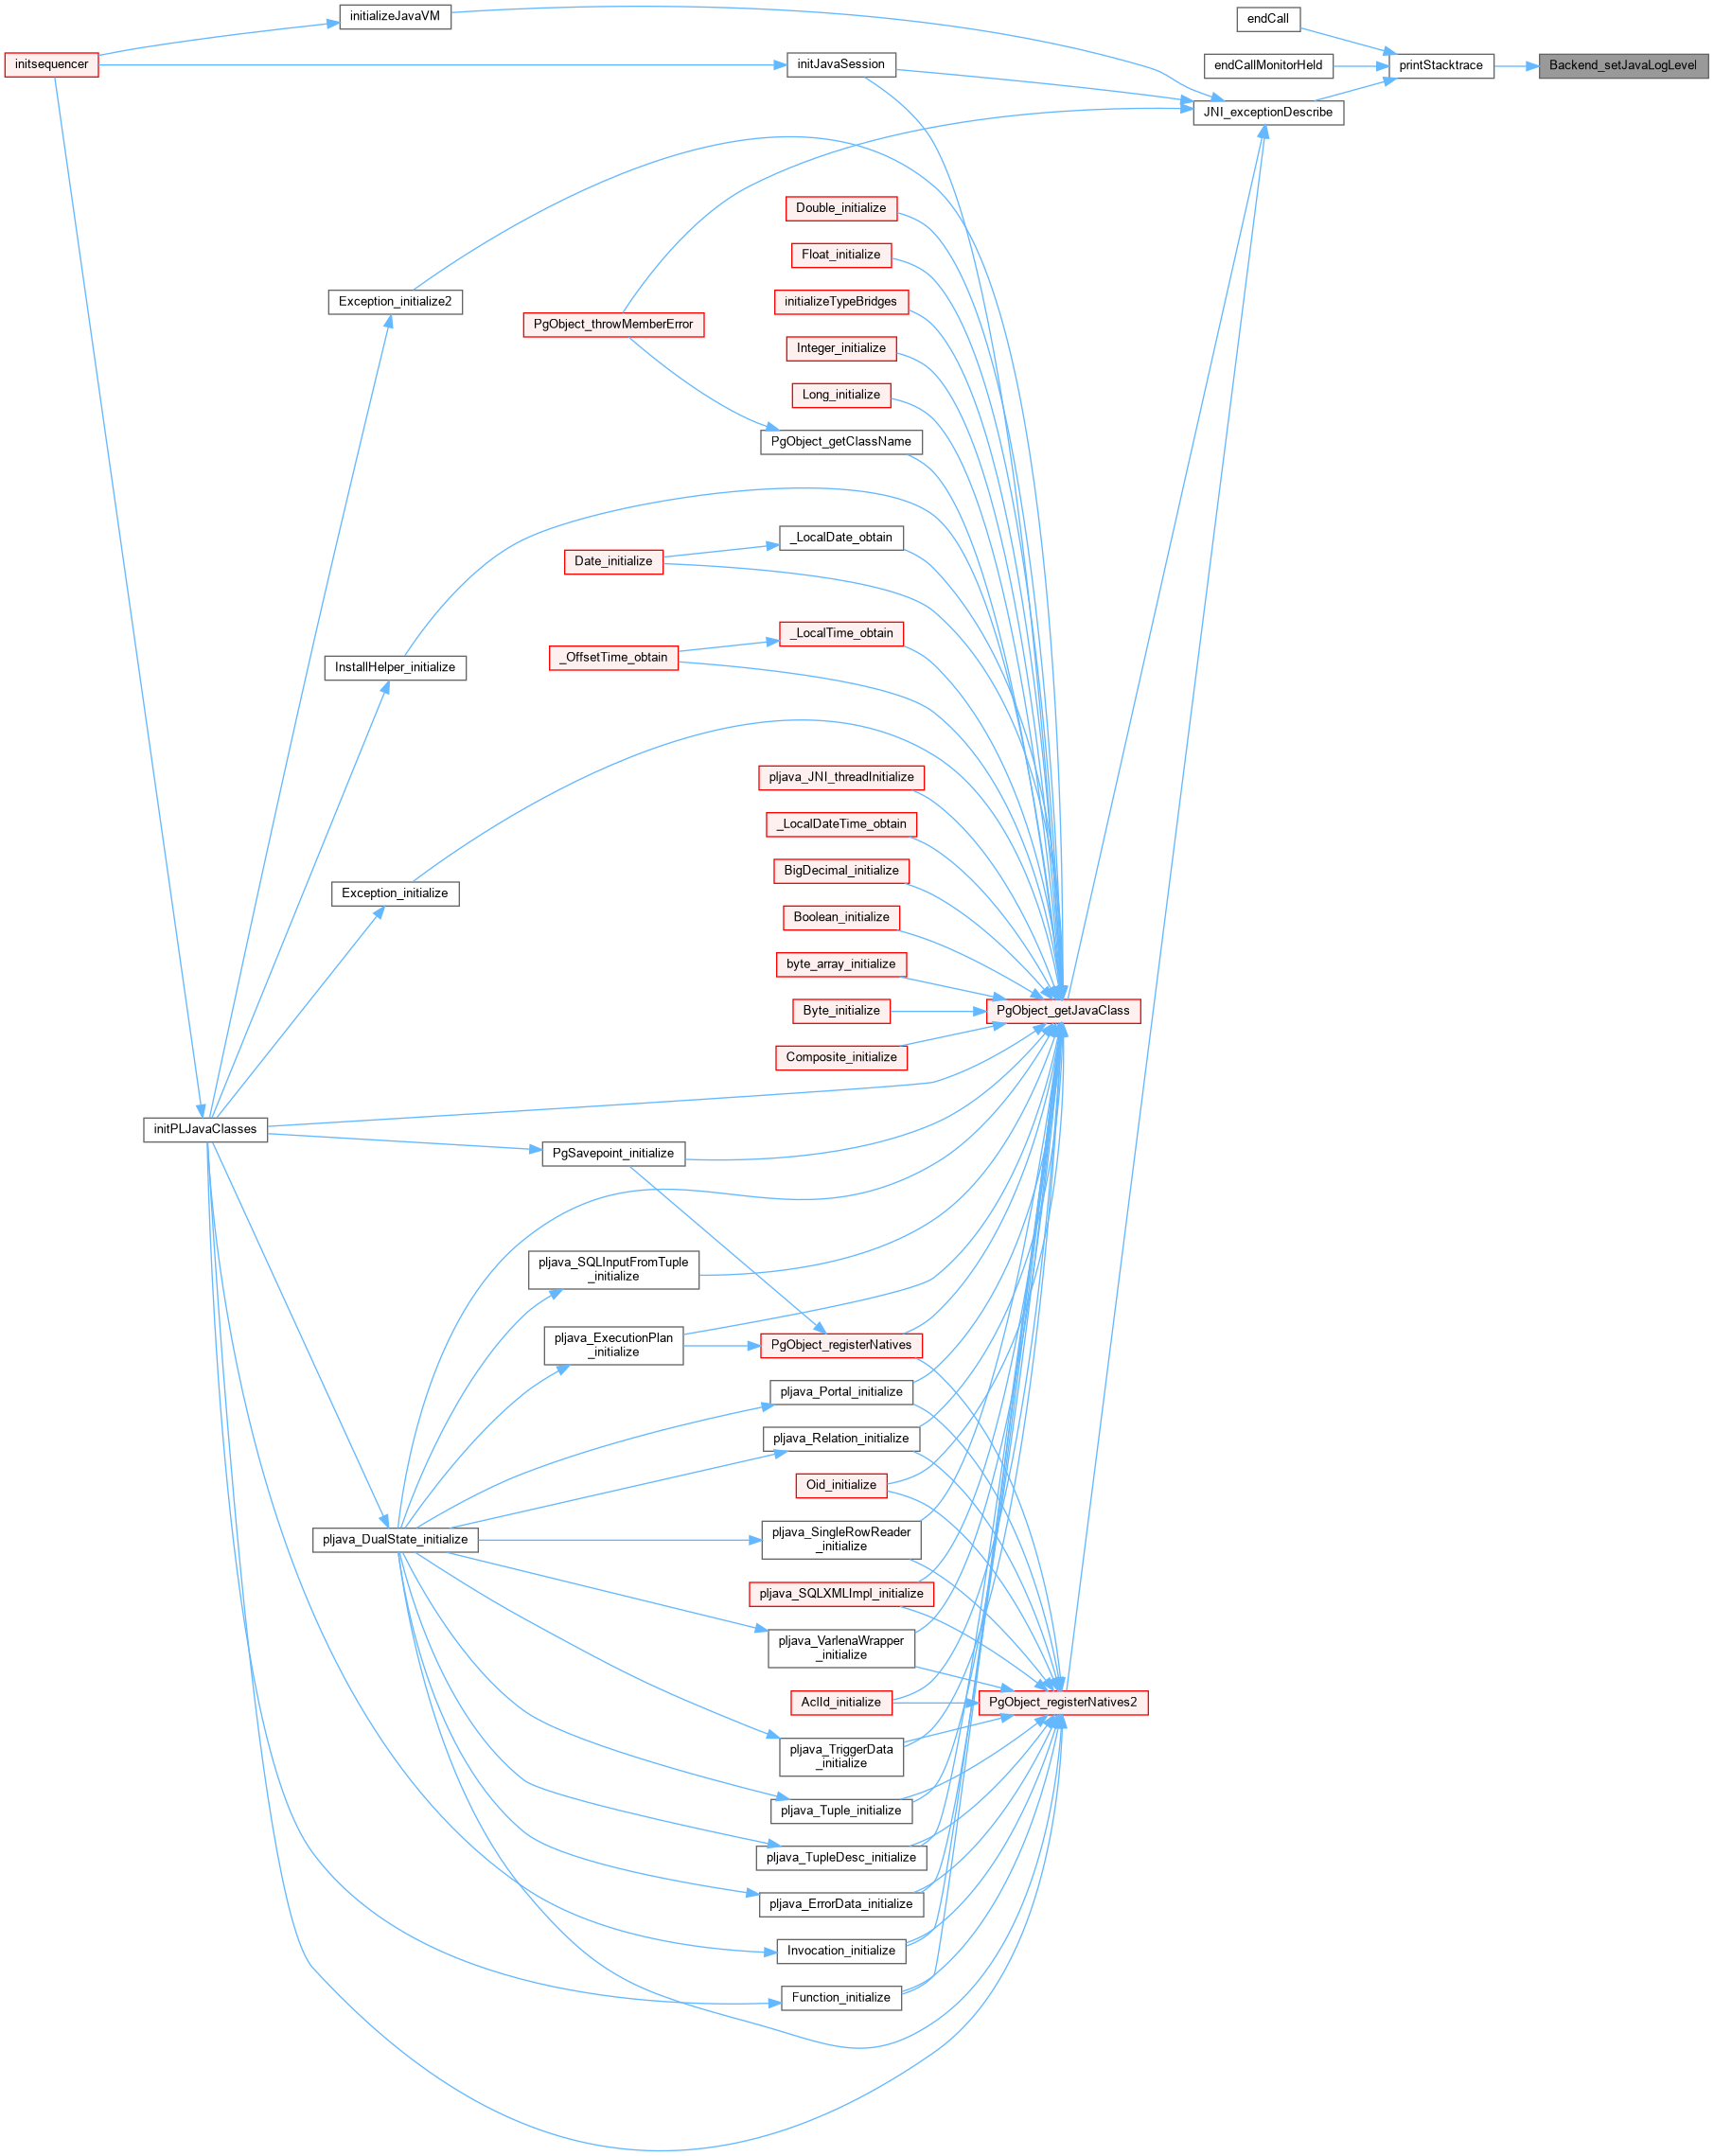 initializeJavaVM
endCall
initsequencer
initJavaSession
endCallMonitorHeld
printStacktrace
Backend_setJavaLogLevel
JNI_exceptionDescribe
Double_initialize
Float_initialize
Exception_initialize2
initializeTypeBridges
PgObject_throwMemberError
Integer_initialize
Long_initialize
PgObject_getClassName
_LocalDate_obtain
Date_initialize
_LocalTime_obtain
_OffsetTime_obtain
InstallHelper_initialize
pljava_JNI_threadInitialize
_LocalDateTime_obtain
BigDecimal_initialize
Exception_initialize
Boolean_initialize
byte_array_initialize
Byte_initialize
PgObject_getJavaClass
Composite_initialize
initPLJavaClasses
PgSavepoint_initialize
pljava_SQLInputFromTuple
_initialize
pljava_ExecutionPlan
_initialize
PgObject_registerNatives
pljava_Portal_initialize
pljava_Relation_initialize
Oid_initialize
pljava_DualState_initialize
pljava_SingleRowReader
_initialize
pljava_SQLXMLImpl_initialize
pljava_VarlenaWrapper
_initialize
AclId_initialize
PgObject_registerNatives2
pljava_TriggerData
_initialize
pljava_Tuple_initialize
pljava_TupleDesc_initialize
pljava_ErrorData_initialize
Invocation_initialize
Function_initialize